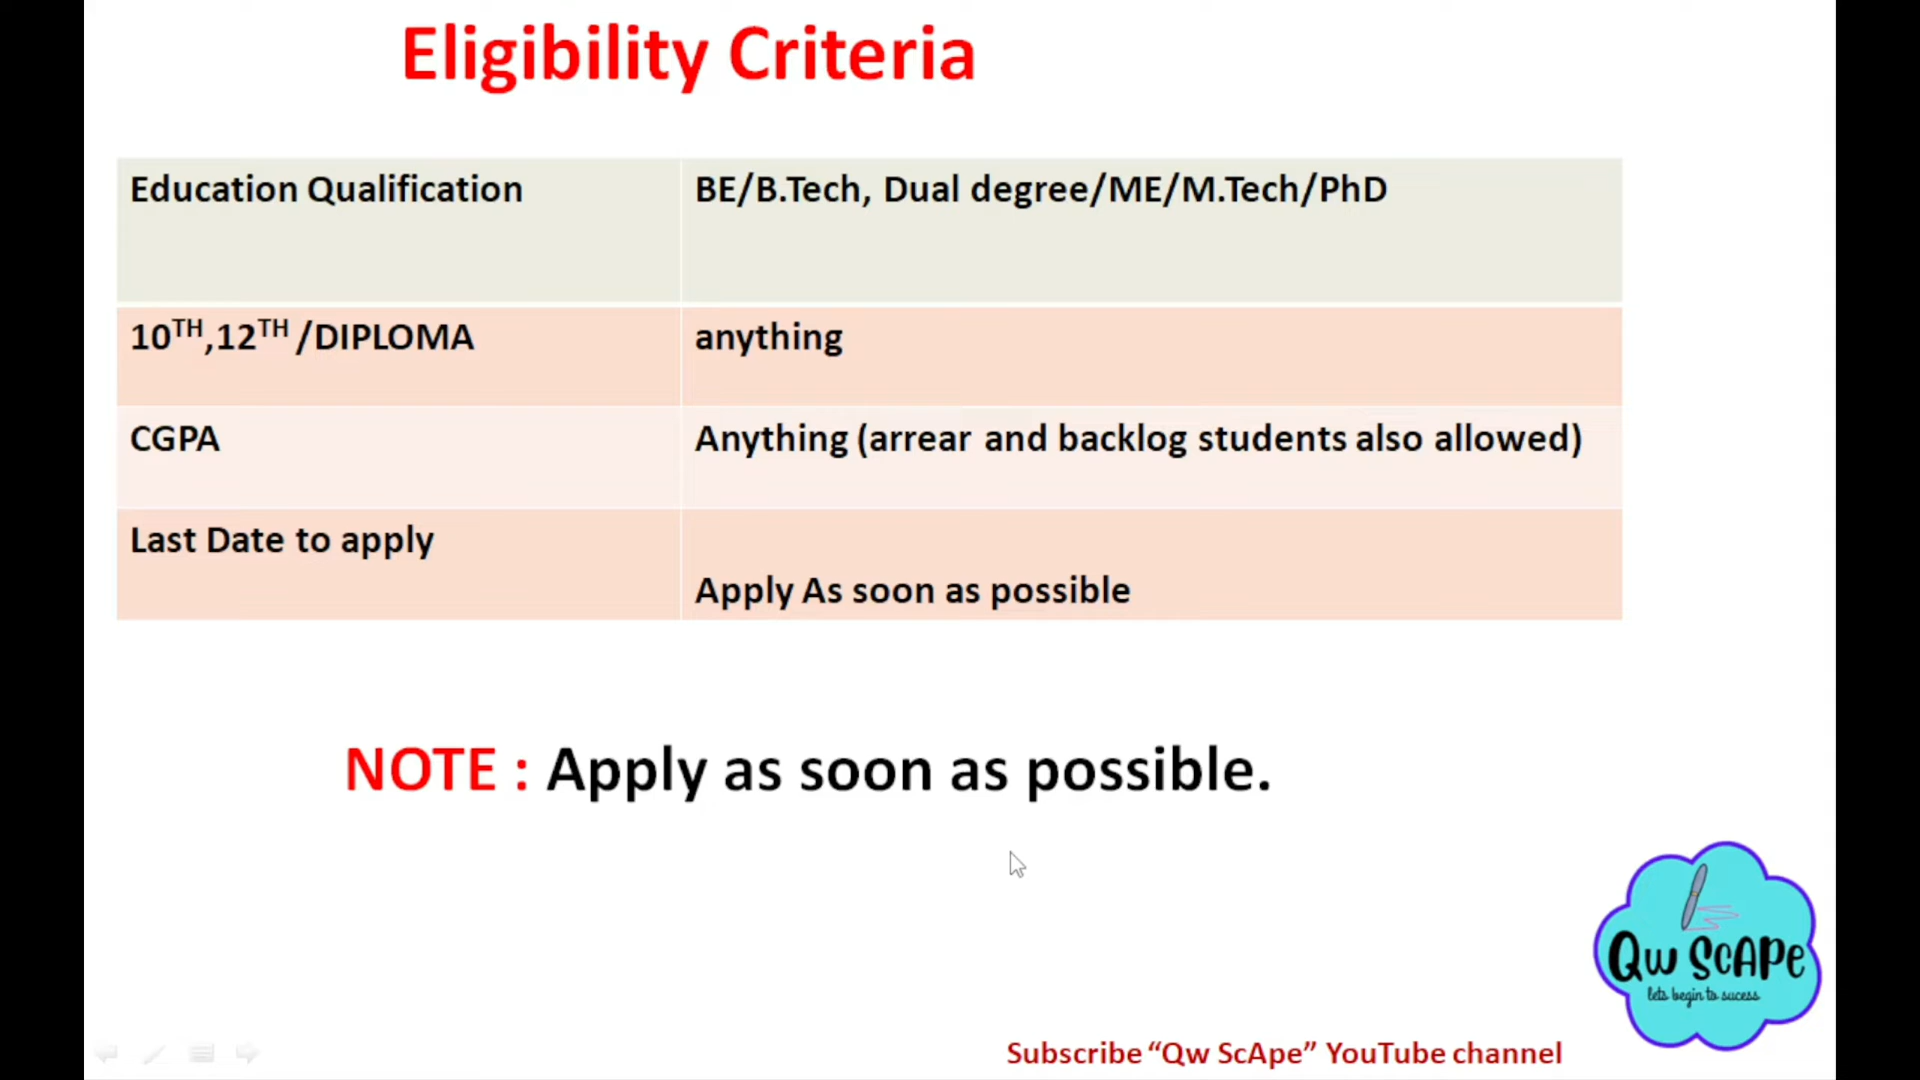 Eligibility Criteria
Education Qualification
BE/B.Tech, Dual degree/ME/M.Tech/PhD
10TH,12TH /DIPLOMA
anything
CGPA
Anything (arrear and backlog students also allowed)
Last Date to apply
Apply As soon as possible
NOTE : Apply as soon as possible.
Qw ScAPe
lets begin to sucess
Subscribe “Qw ScApe” YouTube channel